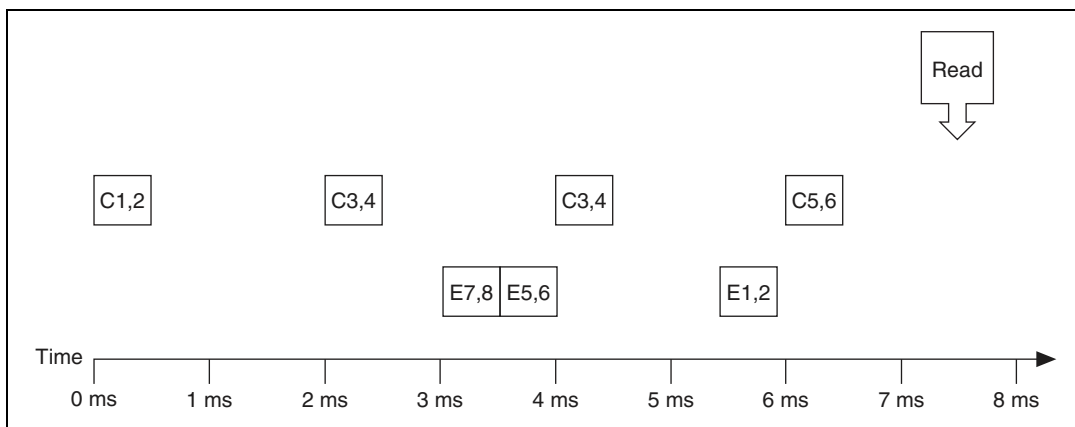 Read
C1,2 C3,4 C3,4 C5,6
E7,8 E5,6 E1,2
Time
0 ms 1 ms 2 ms 3 ms 4 ms 5 ms 6 ms 7 ms 8 ms